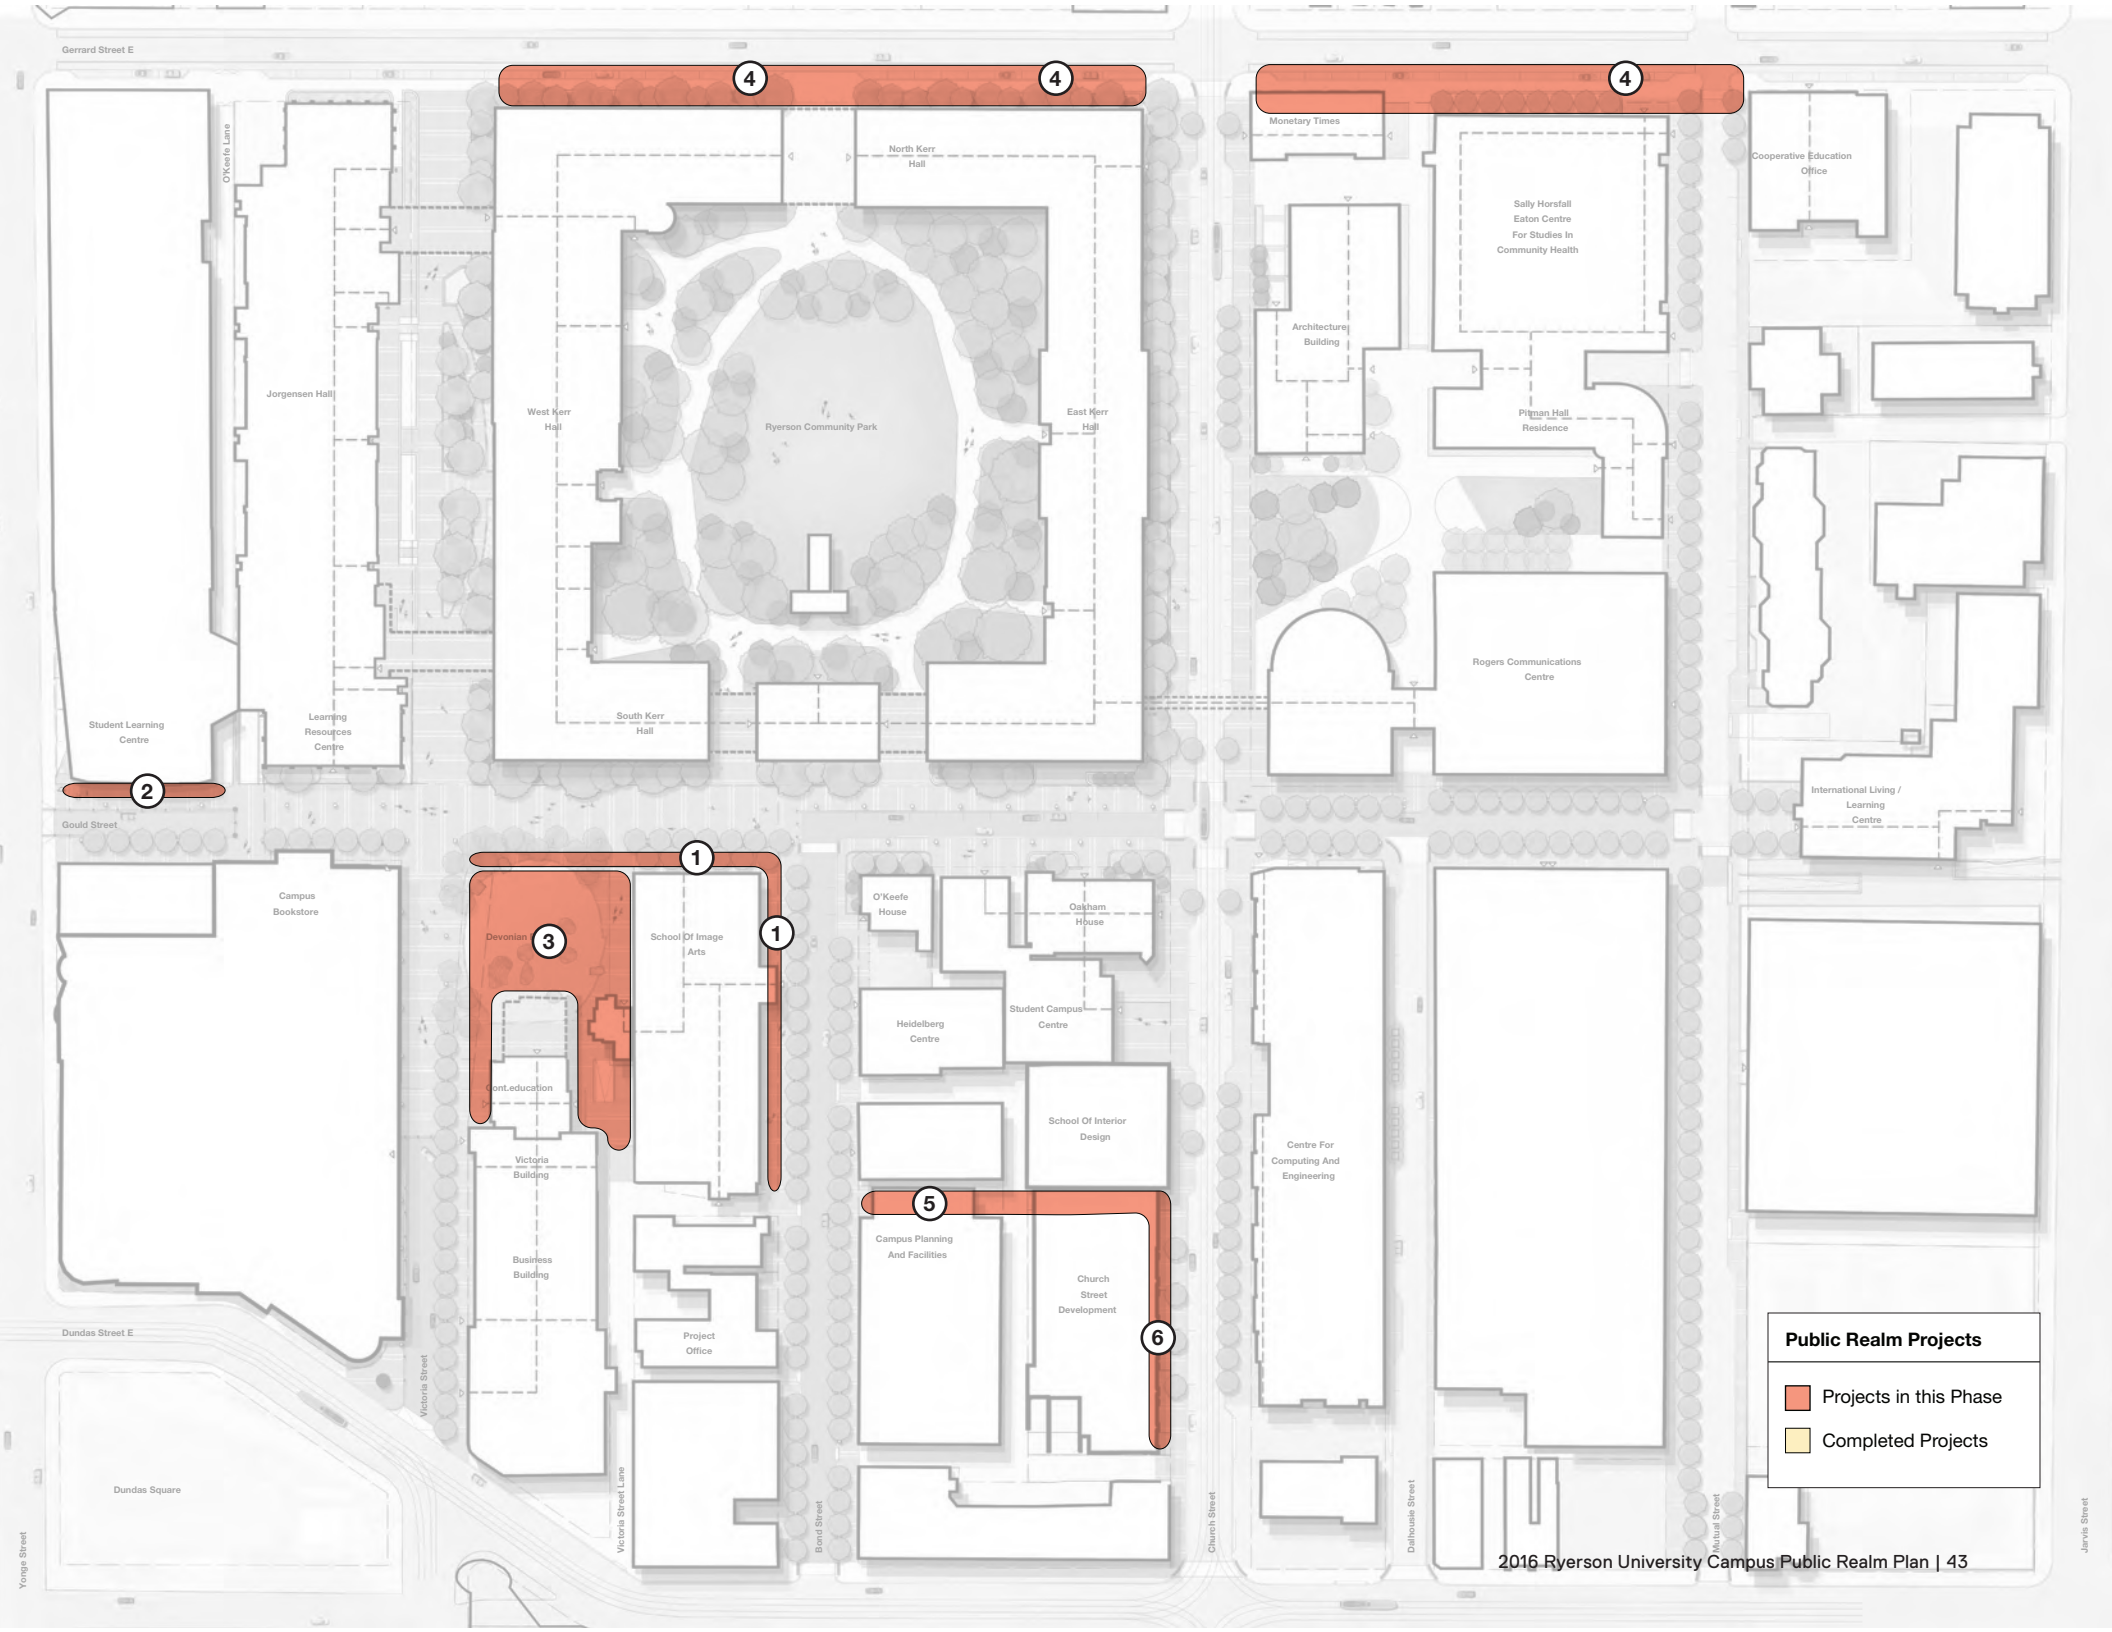 Gerrard Street E
4
4
4
O'Keefe Lane
Monetary Times
North Kerr
Hall
Cooperative Education
Office
Sally Horsfall
Eaton Centre
For Studies In
Community Health
Architecture
Building
Jorgensen Hall
West Kerr
Hall
Ryerson Community Park
East Kerr
Hall
Pitman Hall
Residence
Rogers Communications
Centre
Student Learning
Centre
Learning
Resources
Centre
South Kerr
Hall
2
International Living /
Learning
Centre
Gould Street
1
Campus
Bookstore
O'Keefe
House
Oakham
House
Devonian
3
School Of Image
Arts
1
Heidelberg
Centre
Student Campus
Centre
Cont.education
School Of Interior
Design
Centre For
Computing And
Engineering
Victoria
Building
5
Campus Planning
And Facilities
Business
Building
Church
Street
Development
6
Project
Office
Dundas Street E
Victoria Street
Public Realm Projects
Projects in this Phase
Completed Projects
Dundas Square
Yonge Street
Victoria Street Lane
Bond Street
Church Street
Dalhousie Street
Mutual Street
Jarvis Street
2016 Ryerson University Campus Public Realm Plan | 43